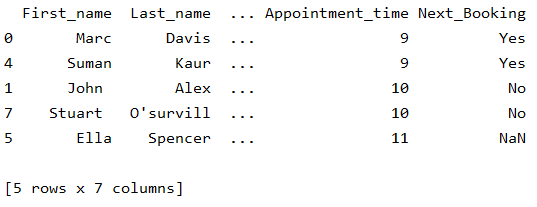 First_name Last_name ... Appointment_time Next_Booking
0 Marc Davis ... 9 Yes
4 Suman Kaur ... 9 Yes
1 John Alex ... 10 No
7 Stuart O'survill ... 10 No
5 Ella Spencer ... 11 NaN
[5 rows x 7 columns]